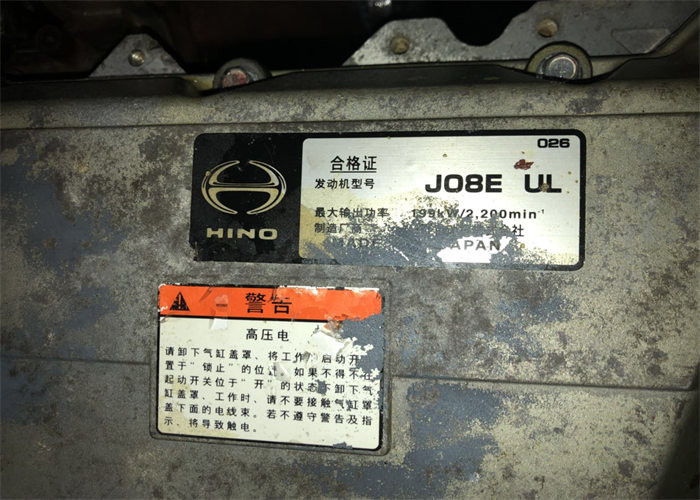 026
合格证
发动机型号 J08E UL
HINO
最大输出功率 199kW/2,200min⁻¹
制造厂商
MADE JAPAN
警告
高压电
请卸下气缸盖罩、将工作/启动开
置于"锁止"的位 如果不得不在
起动开关位于"开"的状态 卸下气
缸盖罩、工作时、请不要接触气缸罩
盖下面的电线束。若不遵守警告及指
示、将导致触电。